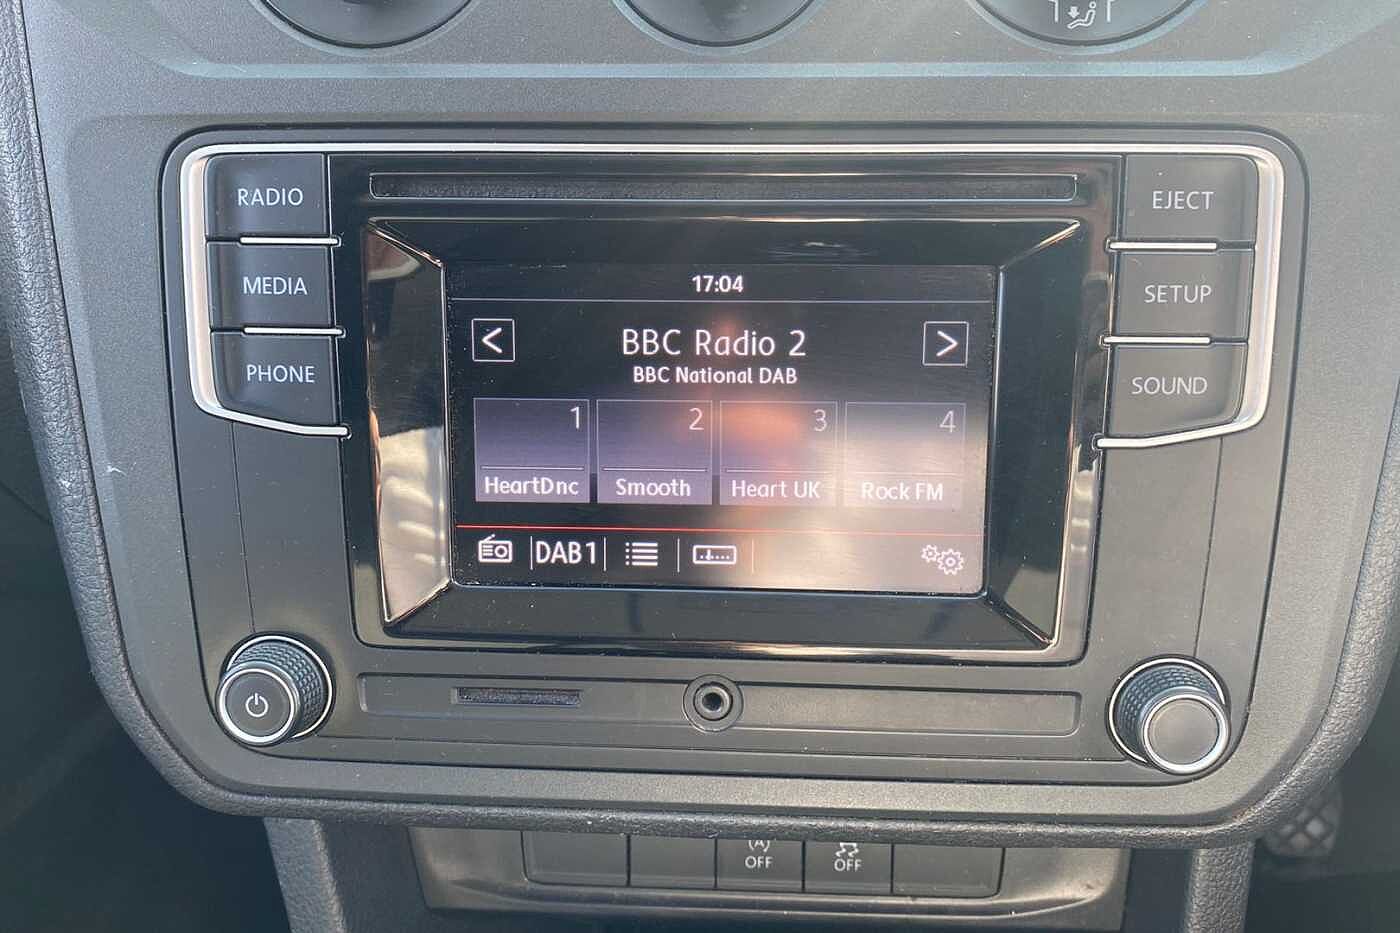 RADIO
MEDIA
PHONE
EJECT
SETUP
SOUND
17:04
<
BBC Radio 2
>
BBC National DAB
1
2
3
4
HeartDnc
Smooth
Heart UK
Rock FM
DAB1
(A)
OFF
OFF